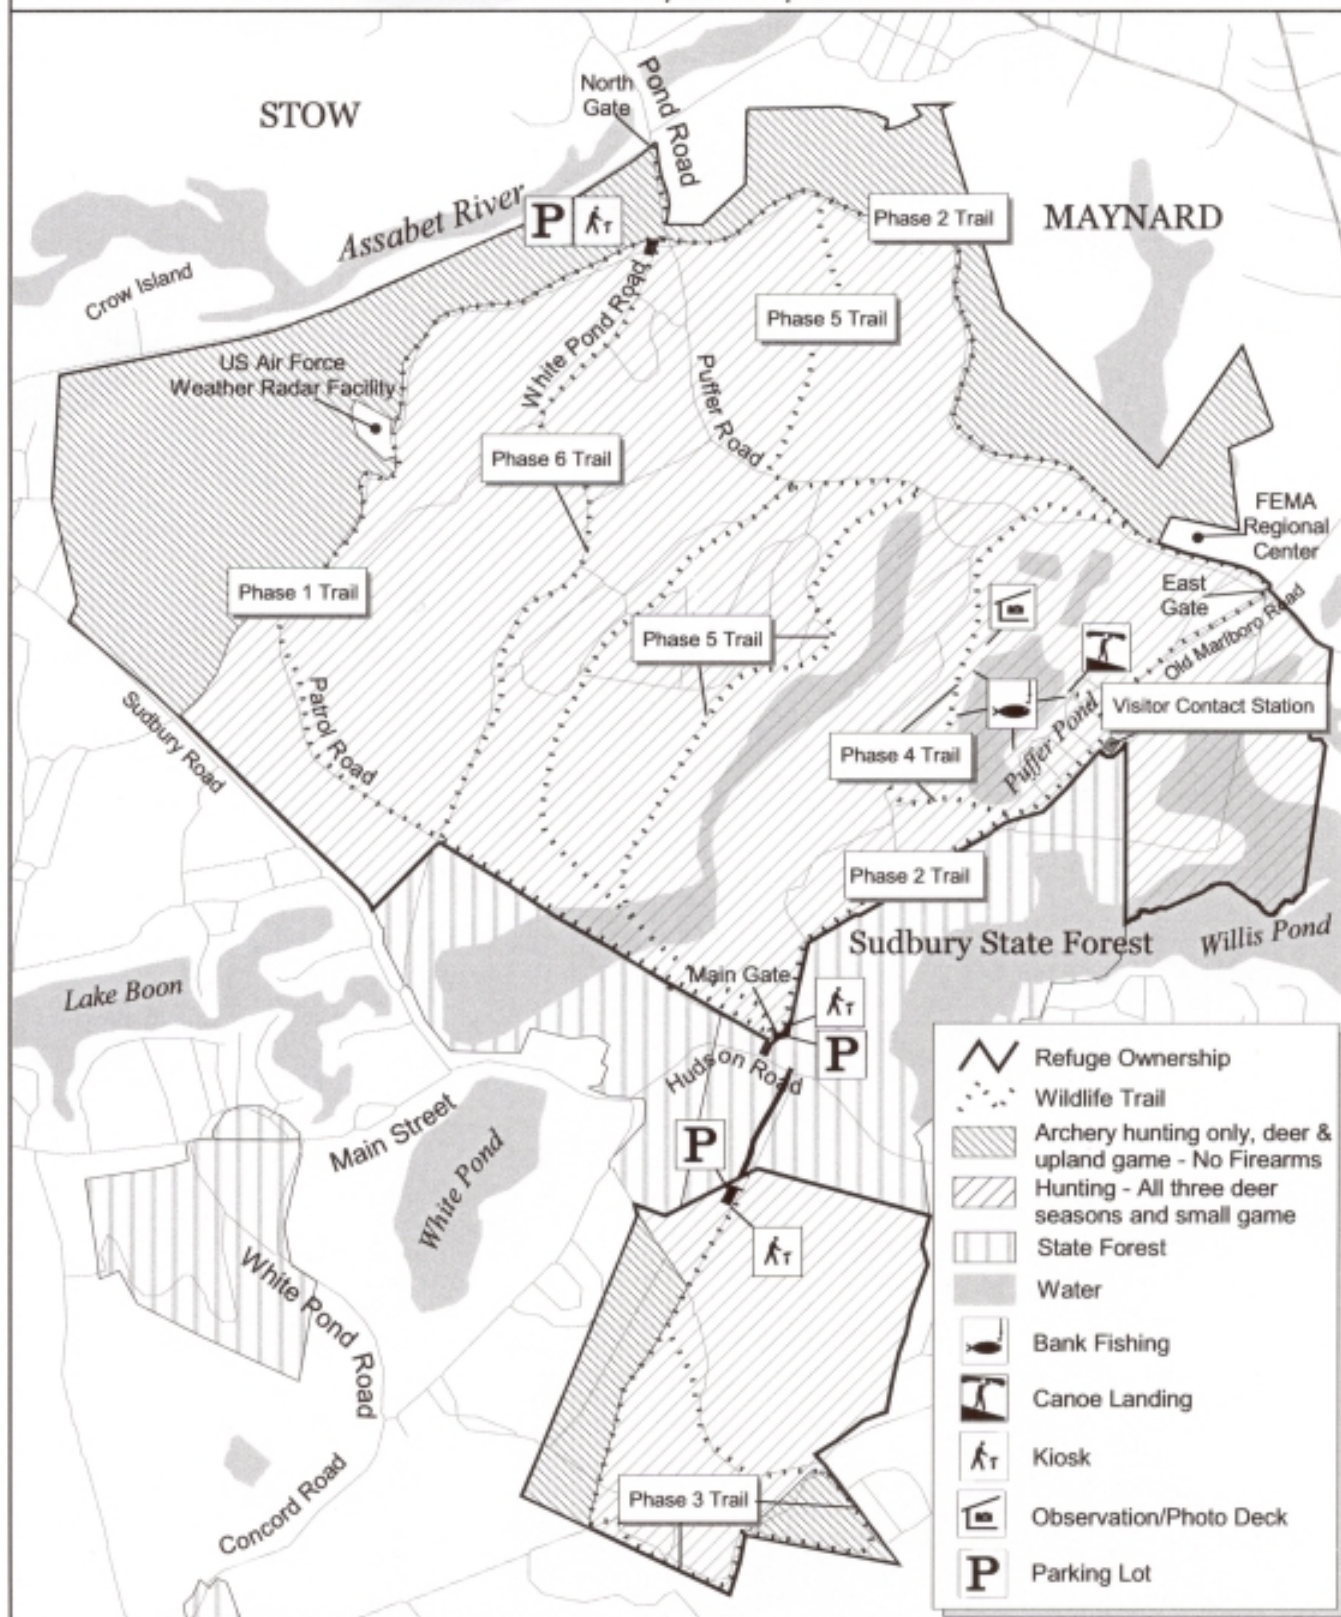 North
Gate
Pond Road
STOW
Assabet River
P
Phase 2 Trail
MAYNARD
Crow Island
White Pond Road
Phase 5 Trail
US Air Force
Weather Radar Facility
Puffer Road
Phase 6 Trail
FEMA
Regional
Center
Phase 1 Trail
East
Gate
Old Marlboro Road
Phase 5 Trail
Patrol Road
Sudbury Road
Visitor Contact Station
Puffer Pond
Phase 4 Trail
Phase 2 Trail
Sudbury State Forest
Willis Pond
Lake Boon
Main Gate
P
Hudson Road
Main Street
P
White Pond
White Pond Road
Phase 3 Trail
Concord Road
Refuge Ownership
Wildlife Trail
Archery hunting only, deer &
upland game - No Firearms
Hunting - All three deer
seasons and small game
State Forest
Water
Bank Fishing
Canoe Landing
Kiosk
Observation/Photo Deck
P Parking Lot